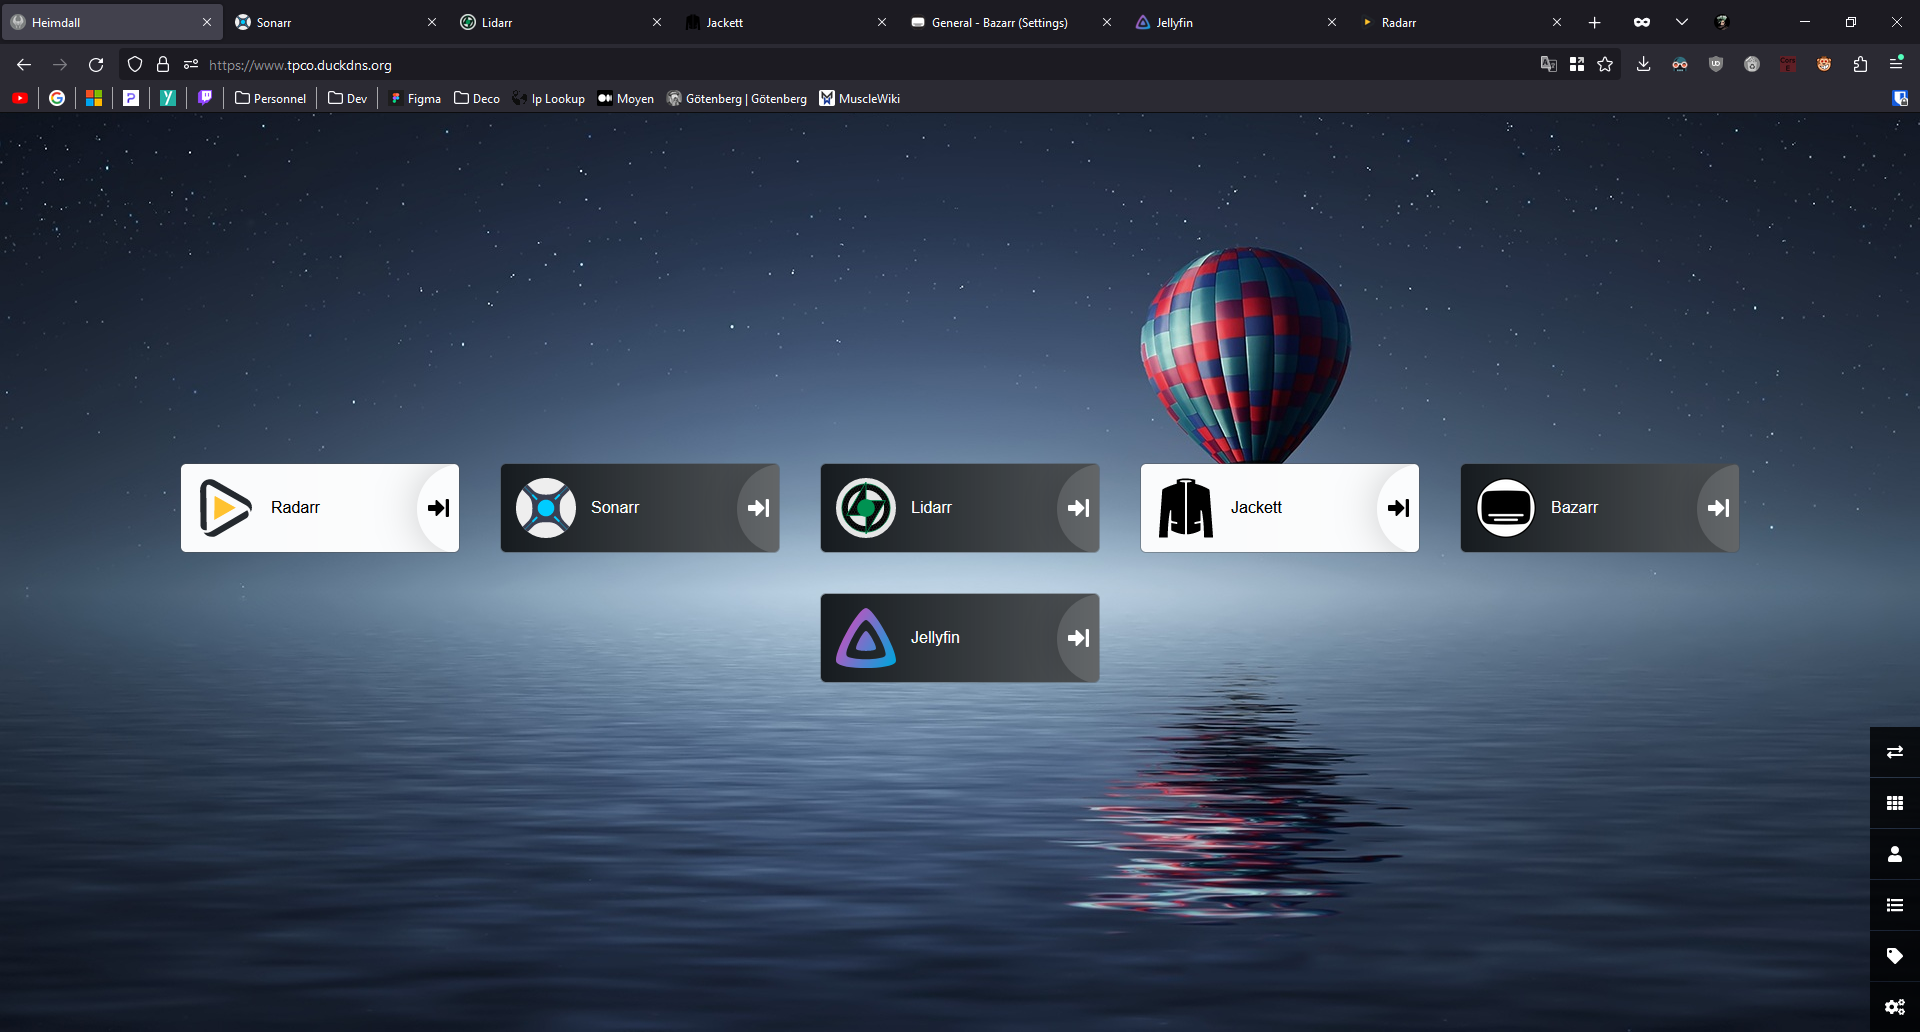 Heimdall
Sonarr
Lidarr
Jackett
General - Bazarr (Settings)
Jellyfin
Radarr
https://www.tpco.duckdns.org
Personnel
Dev
Figma
Deco
Ip Lookup
Moyen
Götenberg | Götenberg
MuscleWiki
Radarr
Sonarr
Lidarr
Jackett
Bazarr
Jellyfin